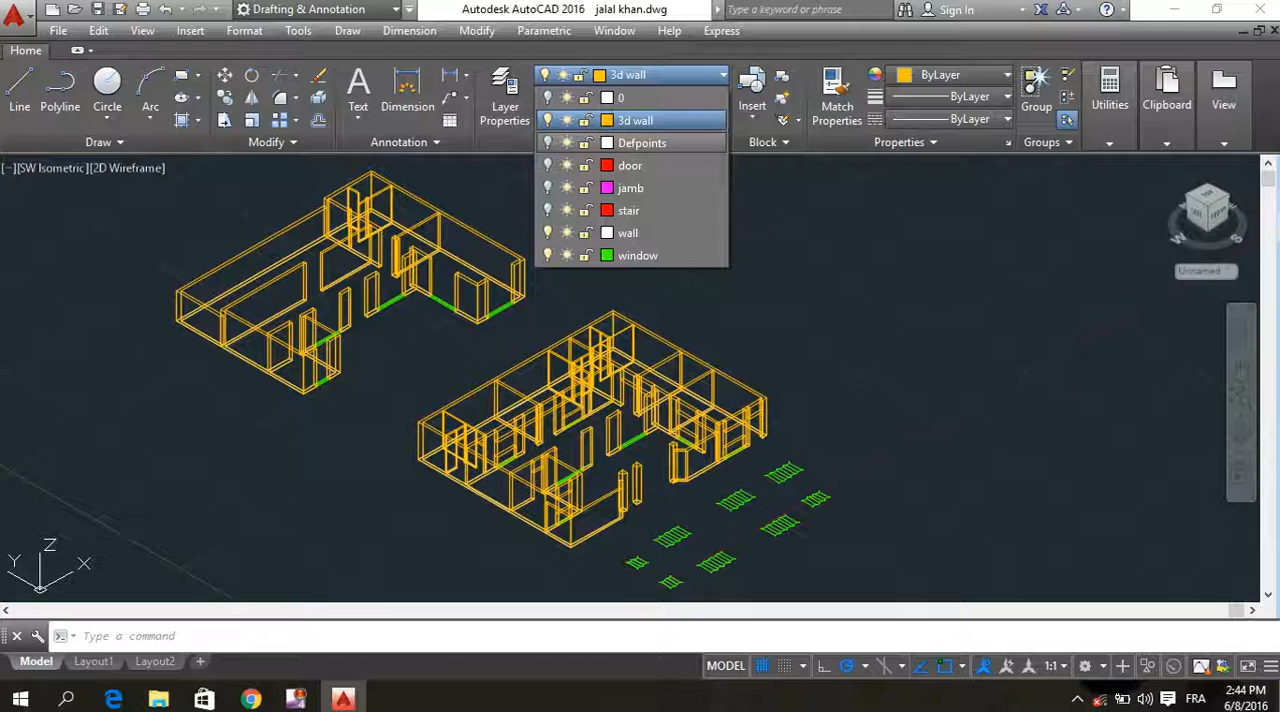 Drafting & Annotation
Autodesk AutoCAD 2016 jalal khan.dwg
Type a keyword or phrase
Sign In
File Edit View Insert Format Tools Draw Dimension Modify Parametric Window Help Express
Home
Line Polyline Circle Arc
Text Dimension
Layer Properties
3d wall
Insert
Match Properties
ByLayer
ByLayer
ByLayer
Group
Utilities
Clipboard
View
Draw
Modify
Annotation
Block
Properties
Groups
0
3d wall
Defpoints
door
jamb
stair
wall
window
[−][SW Isometric][2D Wireframe]
TOP
LEFT
FRONT
W
S
Unnamed
Z
Y
X
Type a command
Model Layout1 Layout2
MODEL
1:1
FRA
2:44 PM
6/8/2016